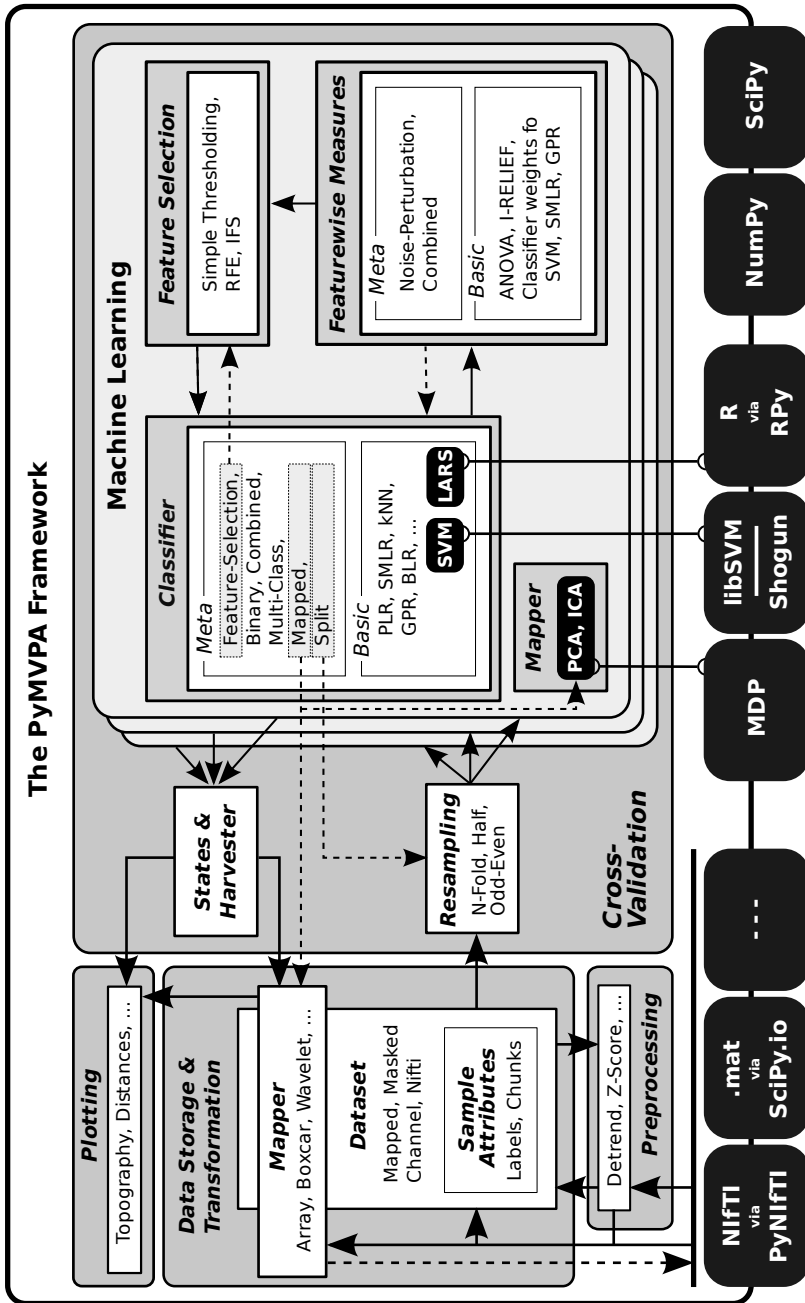 The PyMVPA Framework
Plotting
Topography, Distances, ...
Data Storage &
Transformation
Mapper
Array, Boxcar, Wavelet, ...
Dataset
Mapped, Masked
Channel, Nifti
Sample
Attributes
Labels, Chunks
Detrend, Z-Score, ...
Preprocessing
States &
Harvester
Resampling
N-Fold, Half,
Odd-Even
Cross-
Validation
Machine Learning
Classifier
Meta
Feature-Selection,
Binary, Combined,
Multi-Class,
Mapped,
Split
Basic
PLR, SMLR, kNN,
GPR, BLR, ...
SVM
LARS
Mapper
PCA, ICA
Feature Selection
Simple Thresholding,
RFE, IFS
Featurewise Measures
Meta
Noise-Perturbation,
Combined
Basic
ANOVA, I-RELIEF,
Classifier weights fo
SVM, SMLR, GPR
NIfTI
via
PyNIfTI
.mat
via
SciPy.io
- - -
MDP
libSVM
Shogun
R
via
RPy
NumPy
SciPy